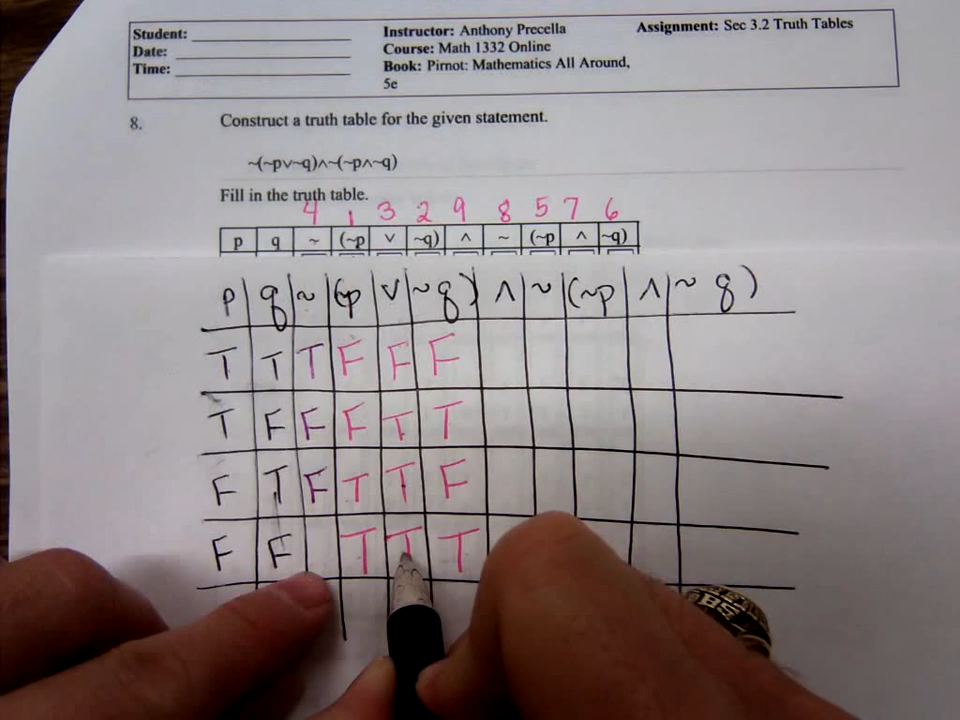 Student: Instructor: Anthony Precella Assignment: Sec 3.2 Truth Tables
Date: Course: Math 1332 Online
Time: Book: Pirnot: Mathematics All Around,
5e
8. Construct a truth table for the given statement.
~(~p∨~q)∧~(~p∧~q)
Fill in the truth table.
4 1 3 2 9 8 5 7 6
p q ~ (~p ∨ ~q) ∧ ~ (~p ∧ ~q)
p q ~ (~p ∨ ~ q) ∧ ~ (~p ∧ ~ q)
T T T F F F
T F F F T T
F T F T T F
F F T T T